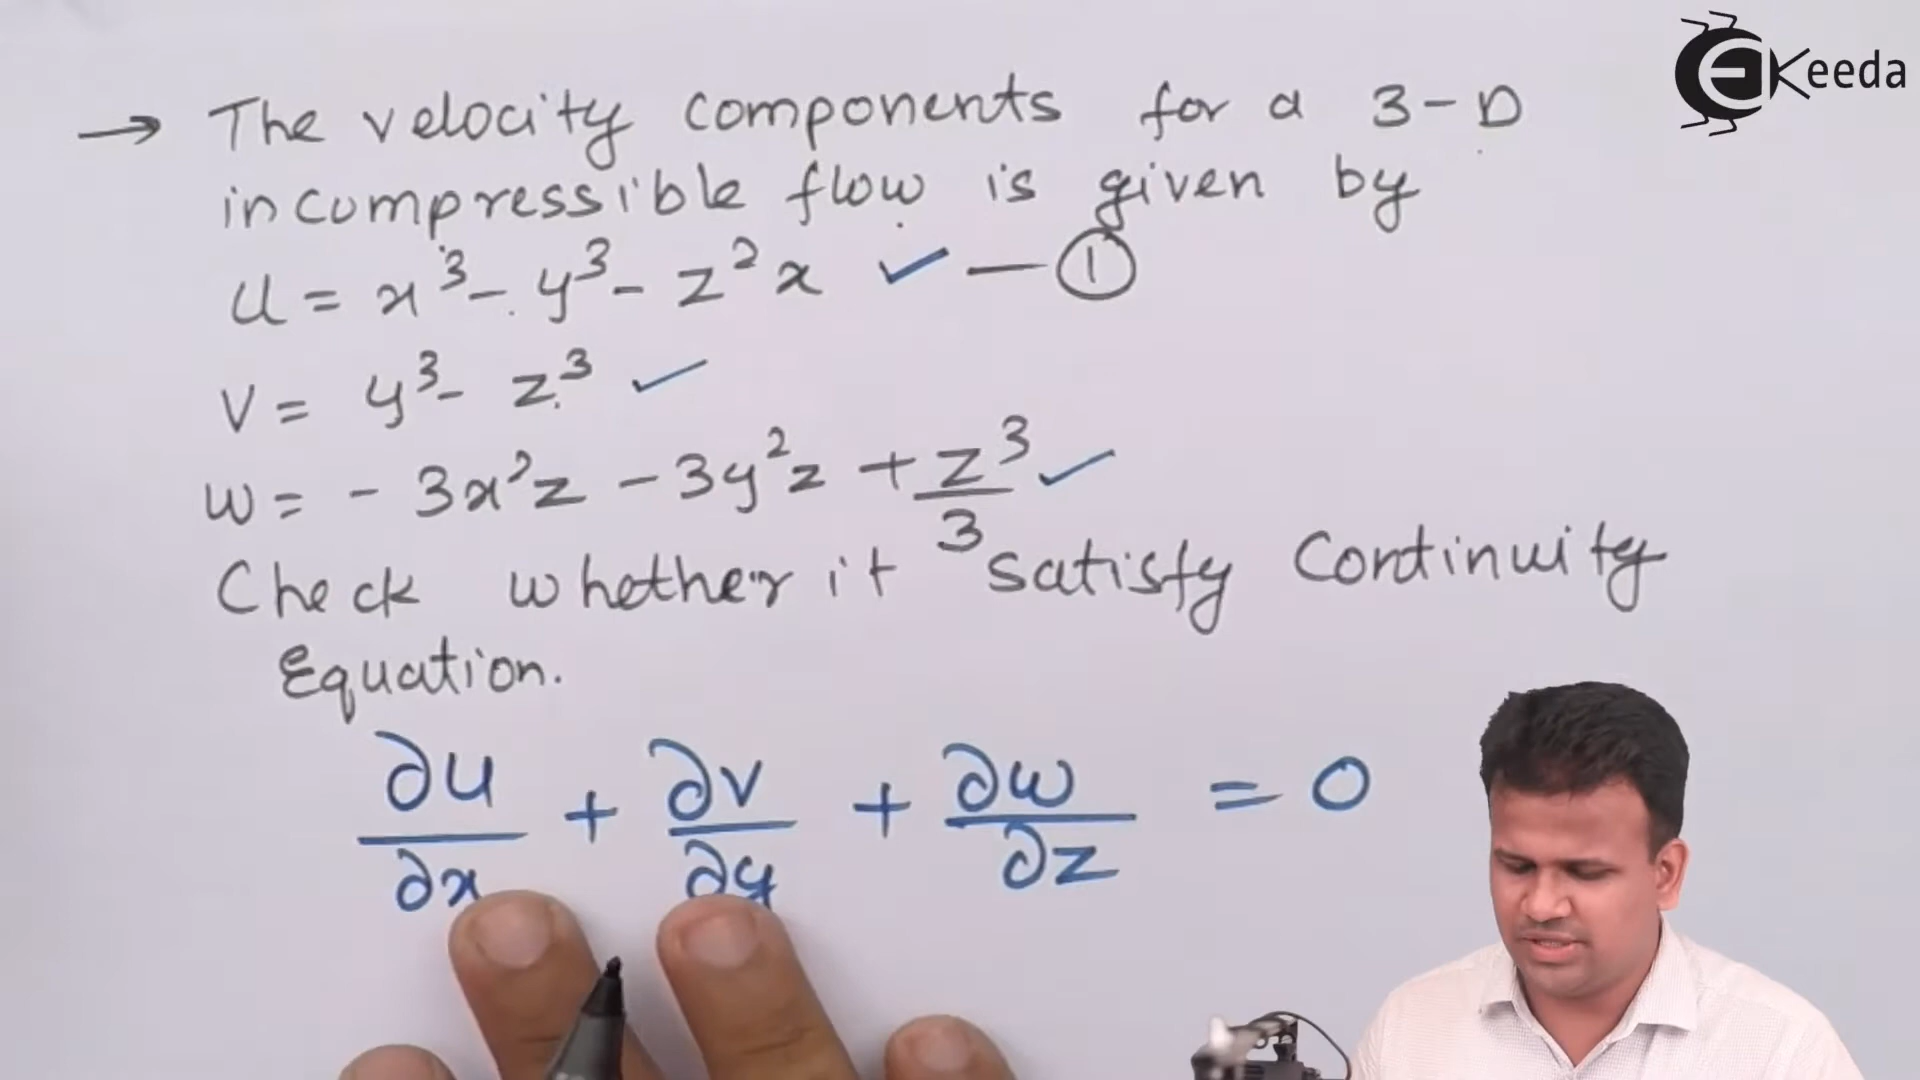 EKeeda
→ The velocity components for a 3-D
incompressible flow is given by
u = x³ - y³ - z²x ✓ — ①
v = y³ - z³ ✓
w = - 3x²z - 3y²z + z³/3 ✓
Check whether it satisfy Continuity
Equation.
∂u/∂x + ∂v/∂y + ∂w/∂z = 0